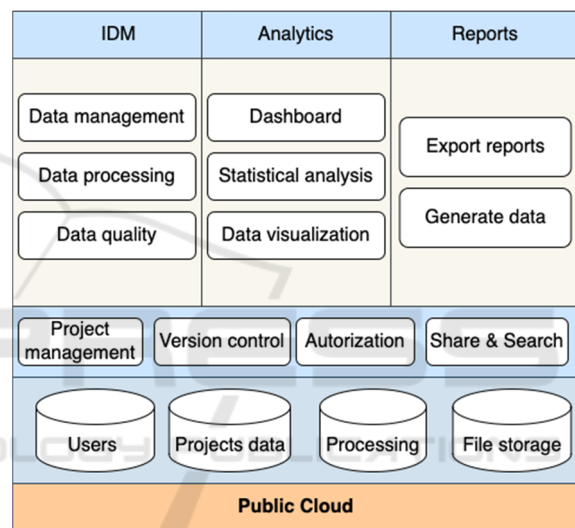 IDM Analytics Reports
Data management Dashboard
Export reports
Data processing Statistical analysis
Generate data
Data quality Data visualization
Project
management Version control Autorization Share & Search
Users Projects data Processing File storage
Public Cloud